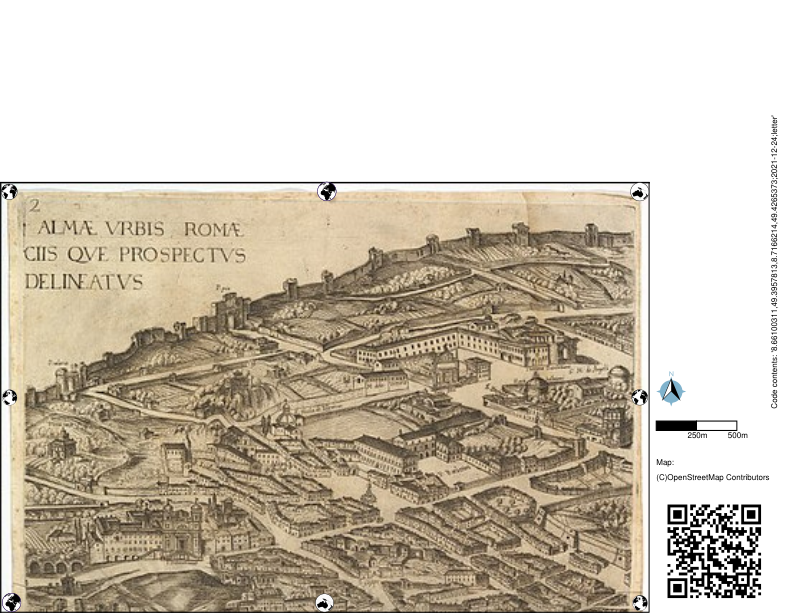 2
ALMÆ VRBIS ROMÆ
CIIS QVE PROSPECTVS
DELINEATVS
P. pia
N
250m 500m
Map:
(C)OpenStreetMap Contributors
Code contents: '8.66100311,49.3957813,8.7166214,49.4265373;2021-12-24;letter'